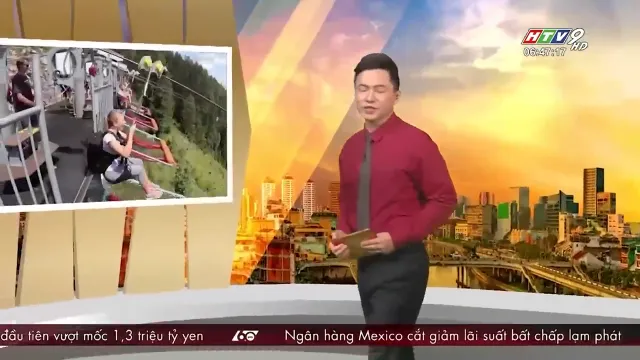 HTV9 HD
06:47:17
đầu tiên vượt mốc 1,3 triệu tỷ yen 60 Ngân hàng Mexico cắt giảm lãi suất bất chấp lạm phát